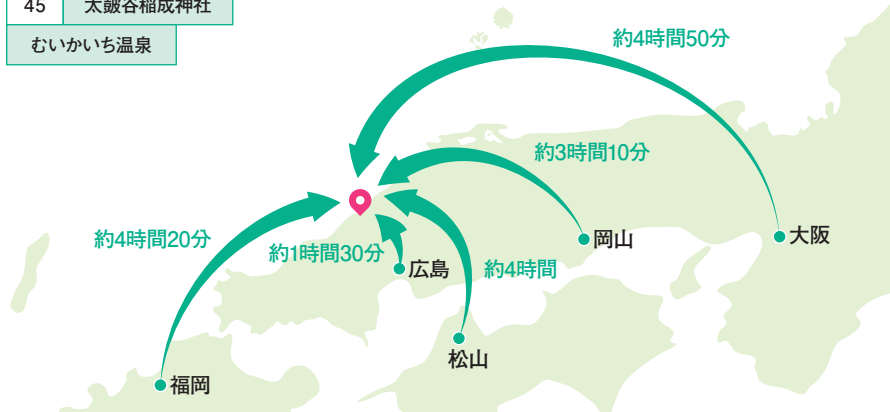 45 太皷谷稲成神社
むいかいち温泉
約4時間50分
約3時間10分
約4時間20分
約1時間30分
約4時間
岡山
大阪
広島
松山
福岡